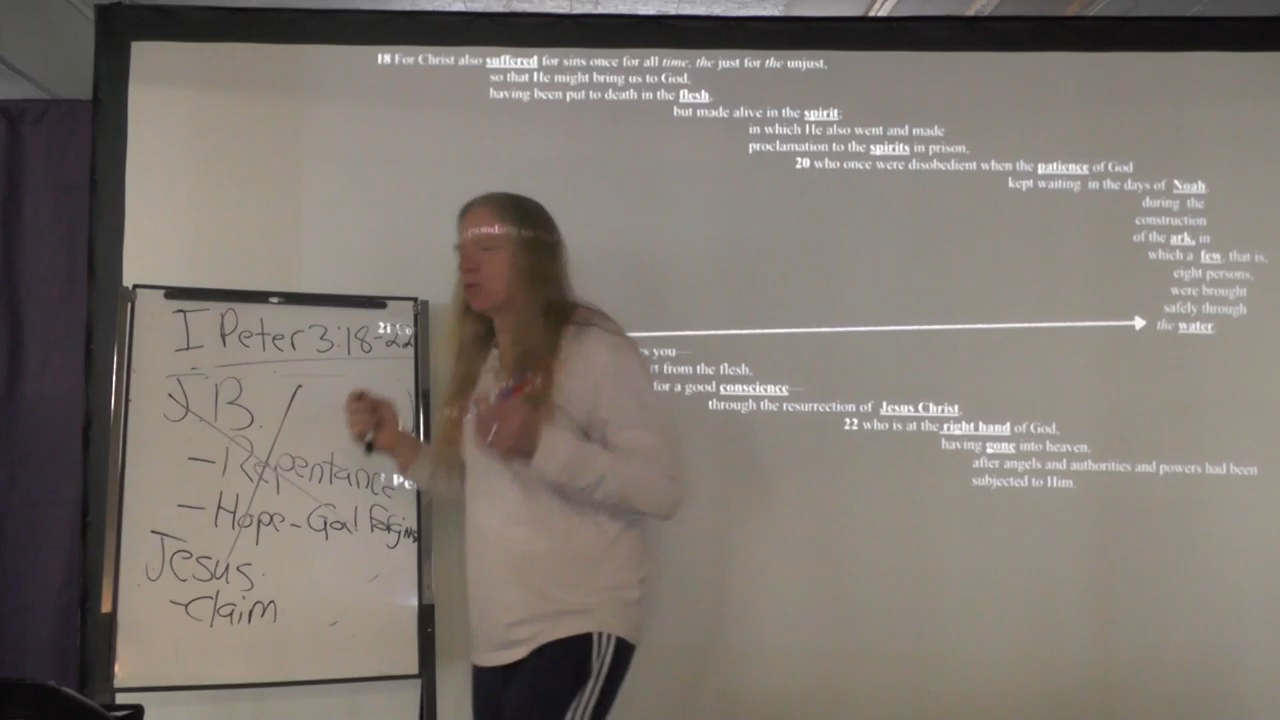 18 For Christ also suffered for sins once for all time, the just for the unjust,
so that He might bring us to God,
having been put to death in the flesh,
but made alive in the spirit;
in which He also went and made
proclamation to the spirits in prison,
20 who once were disobedient when the patience of God
kept waiting in the days of Noah,
during the
construction
of the ark, in
which a few, that is,
eight persons,
were brought
safely through
the water.
21
you—
from the flesh,
for a good conscience—
through the resurrection of Jesus Christ,
22 who is at the right hand of God,
having gone into heaven,
after angels and authorities and powers had been
subjected to Him.
I Peter 3:18-22
JB.
- Repentance
- Hope -
Jesus
- Claim